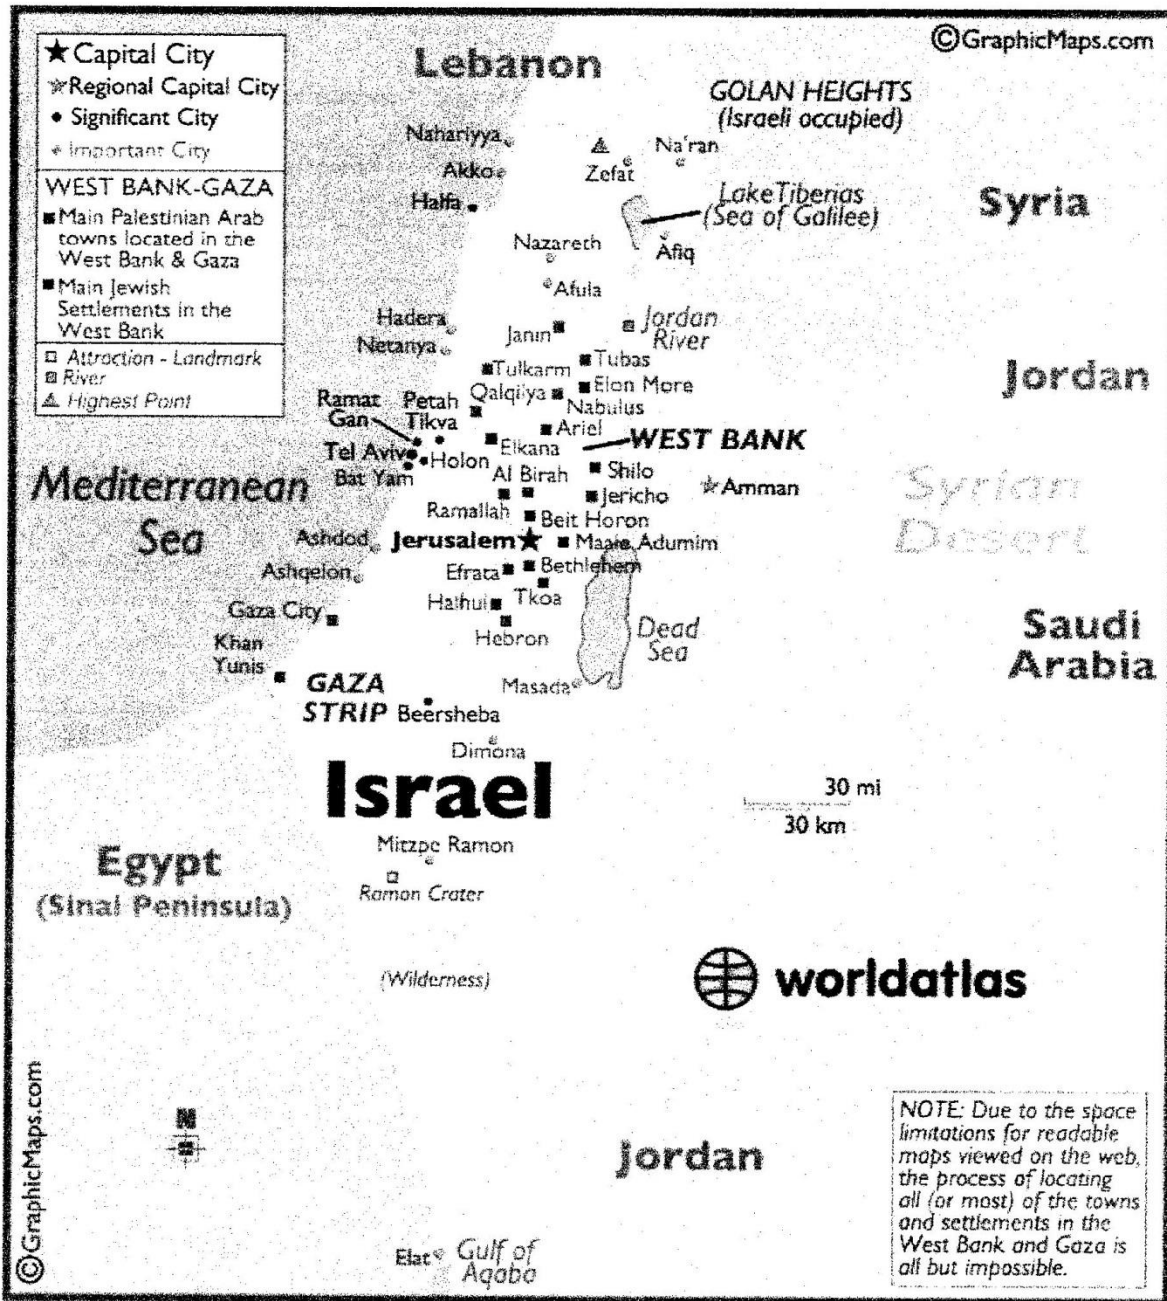 ©GraphicMaps.com
★ Capital City
☆ Regional Capital City
● Significant City
● Important City
WEST BANK-GAZA
■ Main Palestinian Arab
towns located in the
West Bank & Gaza
■ Main Jewish
Settlements in the
West Bank
□ Attraction - Landmark
River
Highest Point
Lebanon
GOLAN HEIGHTS
(Israeli occupied)
Nahariyya
Na'ran
Akko
Zefat
Haifa
Lake Tiberias
(Sea of Galilee)
Syria
Nazareth
Afiq
Afula
Hadera
Janin
Jordan
River
Netanya
Tubas
Tulkarm
Jordan
Qalqilya
Elon More
Ramat
Gan
Petah
Tikva
Nabulus
Ariel
WEST BANK
Elkana
Tel Aviv
Holon
Bat Yam
Al Birah
Shilo
Mediterranean
Sea
Jericho
Amman
Syrian
Desert
Ramallah
Beit Horon
Ashdod
Jerusalem
Maale Adumim
Ashqelon
Efrata
Bethlehem
Tkoa
Halhul
Gaza City
Hebron
Dead
Sea
Saudi
Arabia
Khan
Yunis
GAZA
STRIP
Masada
Beersheba
Dimona
Israel
30 mi
30 km
Mitzpe Ramon
Egypt
(Sinai Peninsula)
Ramon Crater
(Wilderness)
worldatlas
N
Jordan
NOTE: Due to the space
limitations for readable
maps viewed on the web,
the process of locating
all (or most) of the towns
and settlements in the
West Bank and Gaza is
all but impossible.
Elat
Gulf of
Aqaba
©GraphicMaps.com